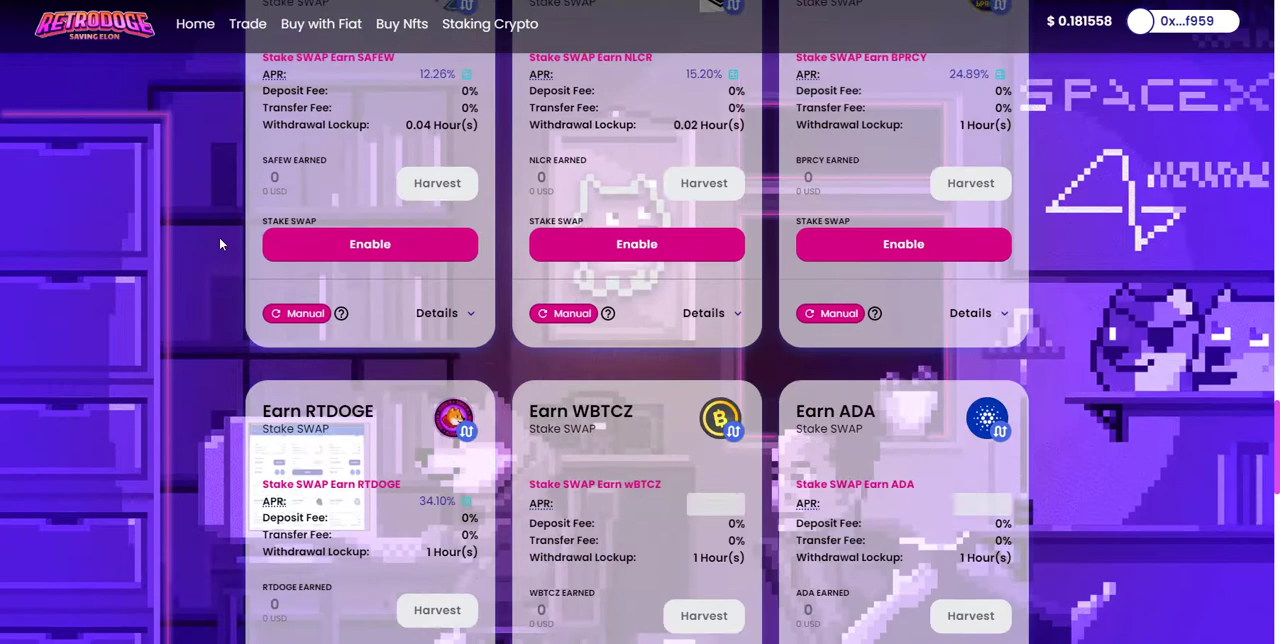 RETRODOGE
SAVING ELON
Home
Trade
Buy with Fiat
Buy Nfts
Staking Crypto
$ 0.181558
0x...f959
Stake SWAP
Stake SWAP Earn SAFEW
APR:
12.26%
Deposit Fee:
0%
Transfer Fee:
0%
Withdrawal Lockup:
0.04 Hour(s)
SAFEW EARNED
0
0 USD
Harvest
STAKE SWAP
Enable
Manual
Details
Stake SWAP
Stake SWAP Earn NLCR
APR:
15.20%
Deposit Fee:
0%
Transfer Fee:
0%
Withdrawal Lockup:
0.02 Hour(s)
NLCR EARNED
0
0 USD
Harvest
STAKE SWAP
Enable
Manual
Details
Stake SWAP
Stake SWAP Earn BPRCY
APR:
24.89%
Deposit Fee:
0%
Transfer Fee:
0%
Withdrawal Lockup:
1 Hour(s)
BPRCY EARNED
0
0 USD
Harvest
STAKE SWAP
Enable
Manual
Details
SPACEX
Earn RTDOGE
Stake SWAP
Stake SWAP Earn RTDOGE
APR:
34.10%
Deposit Fee:
0%
Transfer Fee:
0%
Withdrawal Lockup:
1 Hour(s)
RTDOGE EARNED
0
0 USD
Harvest
Earn WBTCZ
Stake SWAP
Stake SWAP Earn wBTCZ
APR:
Deposit Fee:
0%
Transfer Fee:
0%
Withdrawal Lockup:
1 Hour(s)
WBTCZ EARNED
0
0 USD
Harvest
Earn ADA
Stake SWAP
Stake SWAP Earn ADA
APR:
Deposit Fee:
0%
Transfer Fee:
0%
Withdrawal Lockup:
1 Hour(s)
ADA EARNED
0
0 USD
Harvest